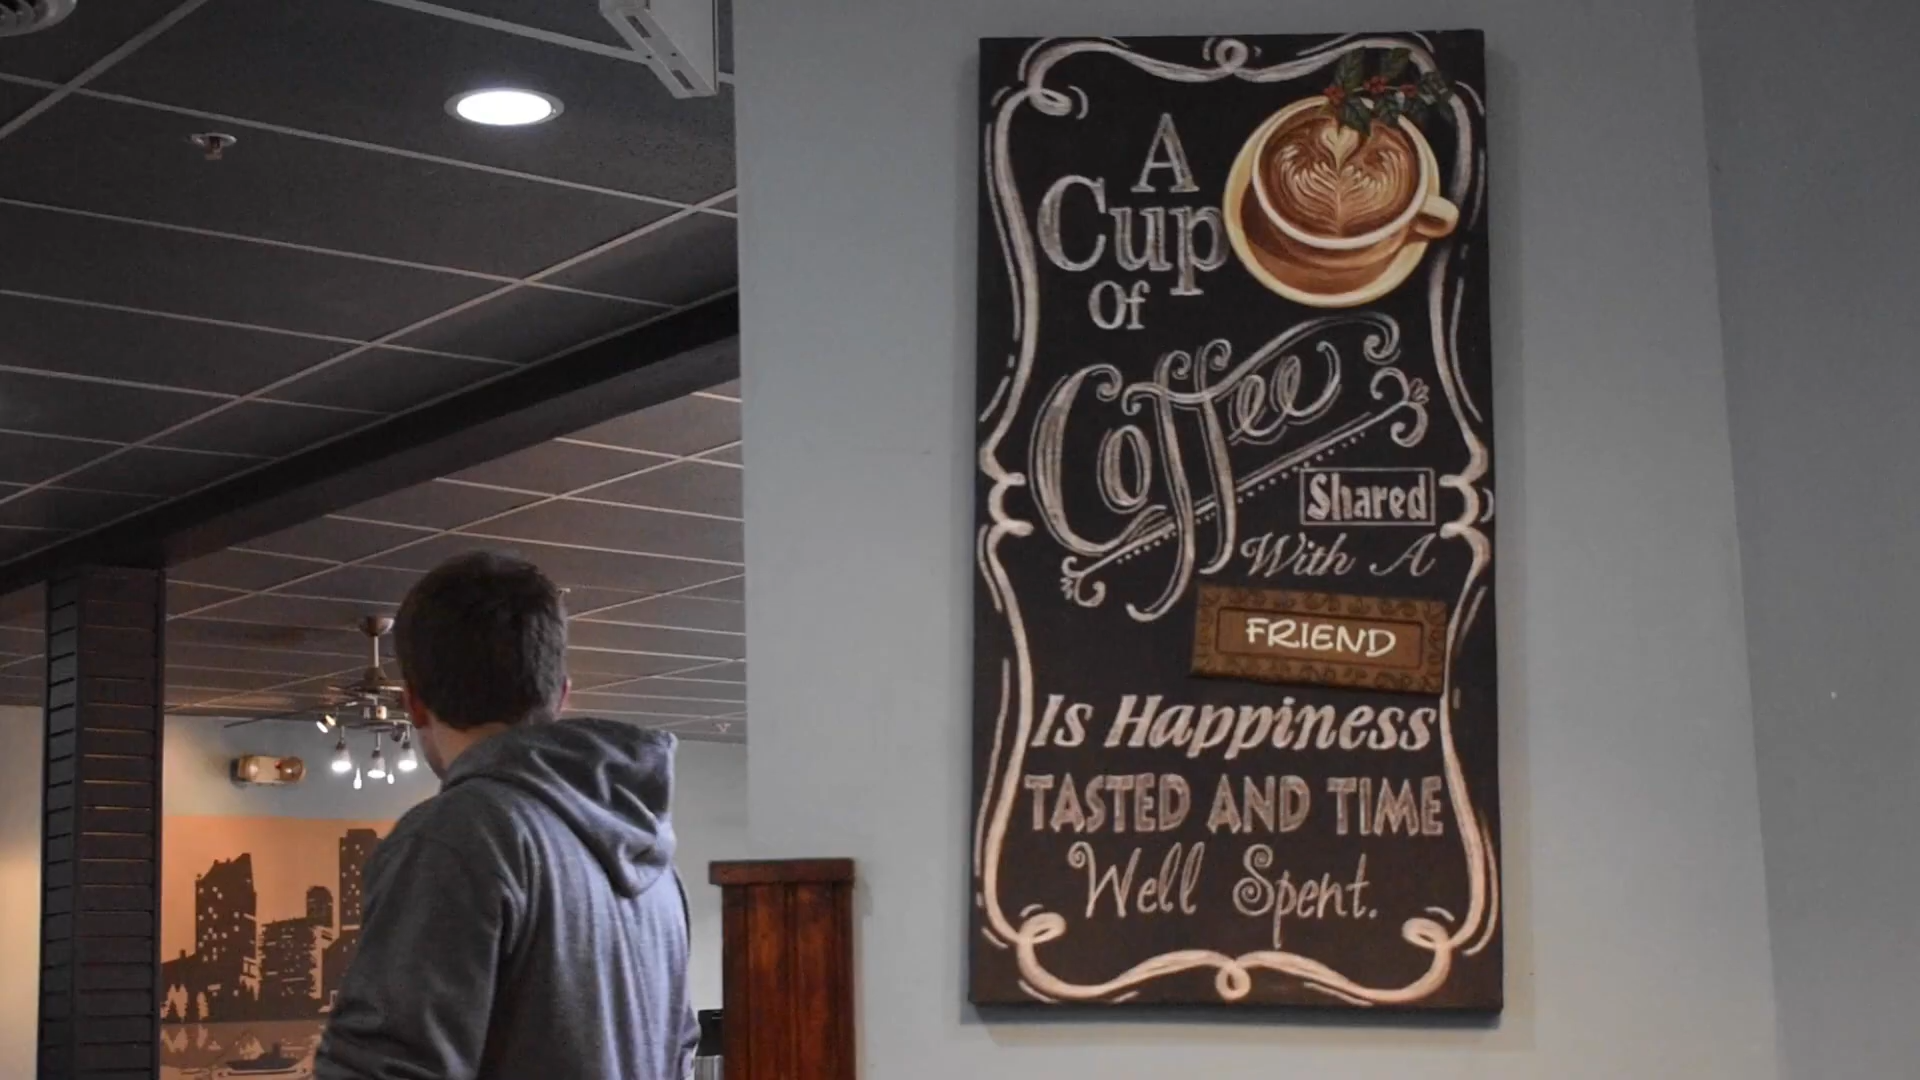 A
Cup
Of
Coffee
Shared
With A
FRIEND
Is Happiness
TASTED AND TIME
Well Spent.